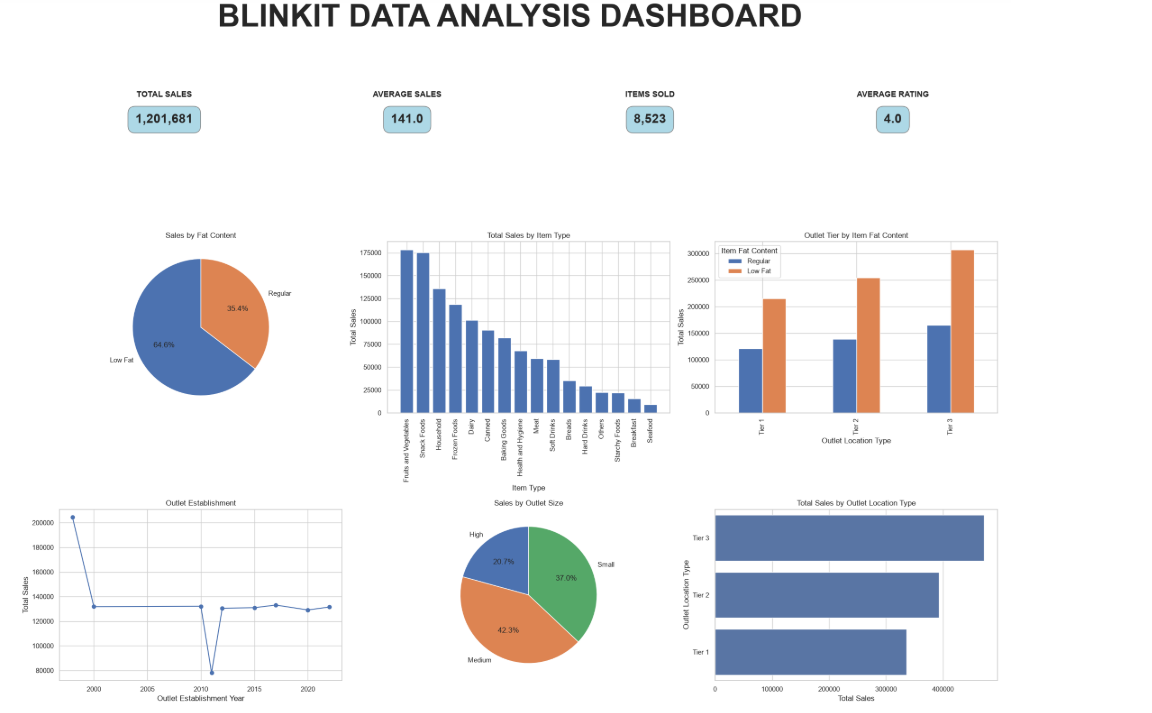 BLINKIT DATA ANALYSIS DASHBOARD
TOTAL SALES
1,201,681
AVERAGE SALES
141.0
ITEMS SOLD
8,523
AVERAGE RATING
4.0
Sales by Fat Content
Regular
35.4%
64.6%
Low Fat
Total Sales by Item Type
Total Sales
175000
150000
125000
100000
75000
50000
25000
0
Fruits and Vegetables
Snack Foods
Household
Frozen Foods
Dairy
Canned
Baking Goods
Health and Hygiene
Meat
Soft Drinks
Breads
Hard Drinks
Others
Starchy Foods
Breakfast
Seafood
Item Type
Outlet Tier by Item Fat Content
Item Fat Content
Regular
Low Fat
Total Sales
300000
250000
200000
150000
100000
50000
0
Tier 1
Tier 2
Tier 3
Outlet Location Type
Outlet Establishment
Total Sales
200000
180000
160000
140000
120000
100000
80000
2000
2005
2010
2015
2020
Outlet Establishment Year
Sales by Outlet Size
High
20.7%
Small
37.0%
42.3%
Medium
Total Sales by Outlet Location Type
Outlet Location Type
Tier 3
Tier 2
Tier 1
0
100000
200000
300000
400000
Total Sales